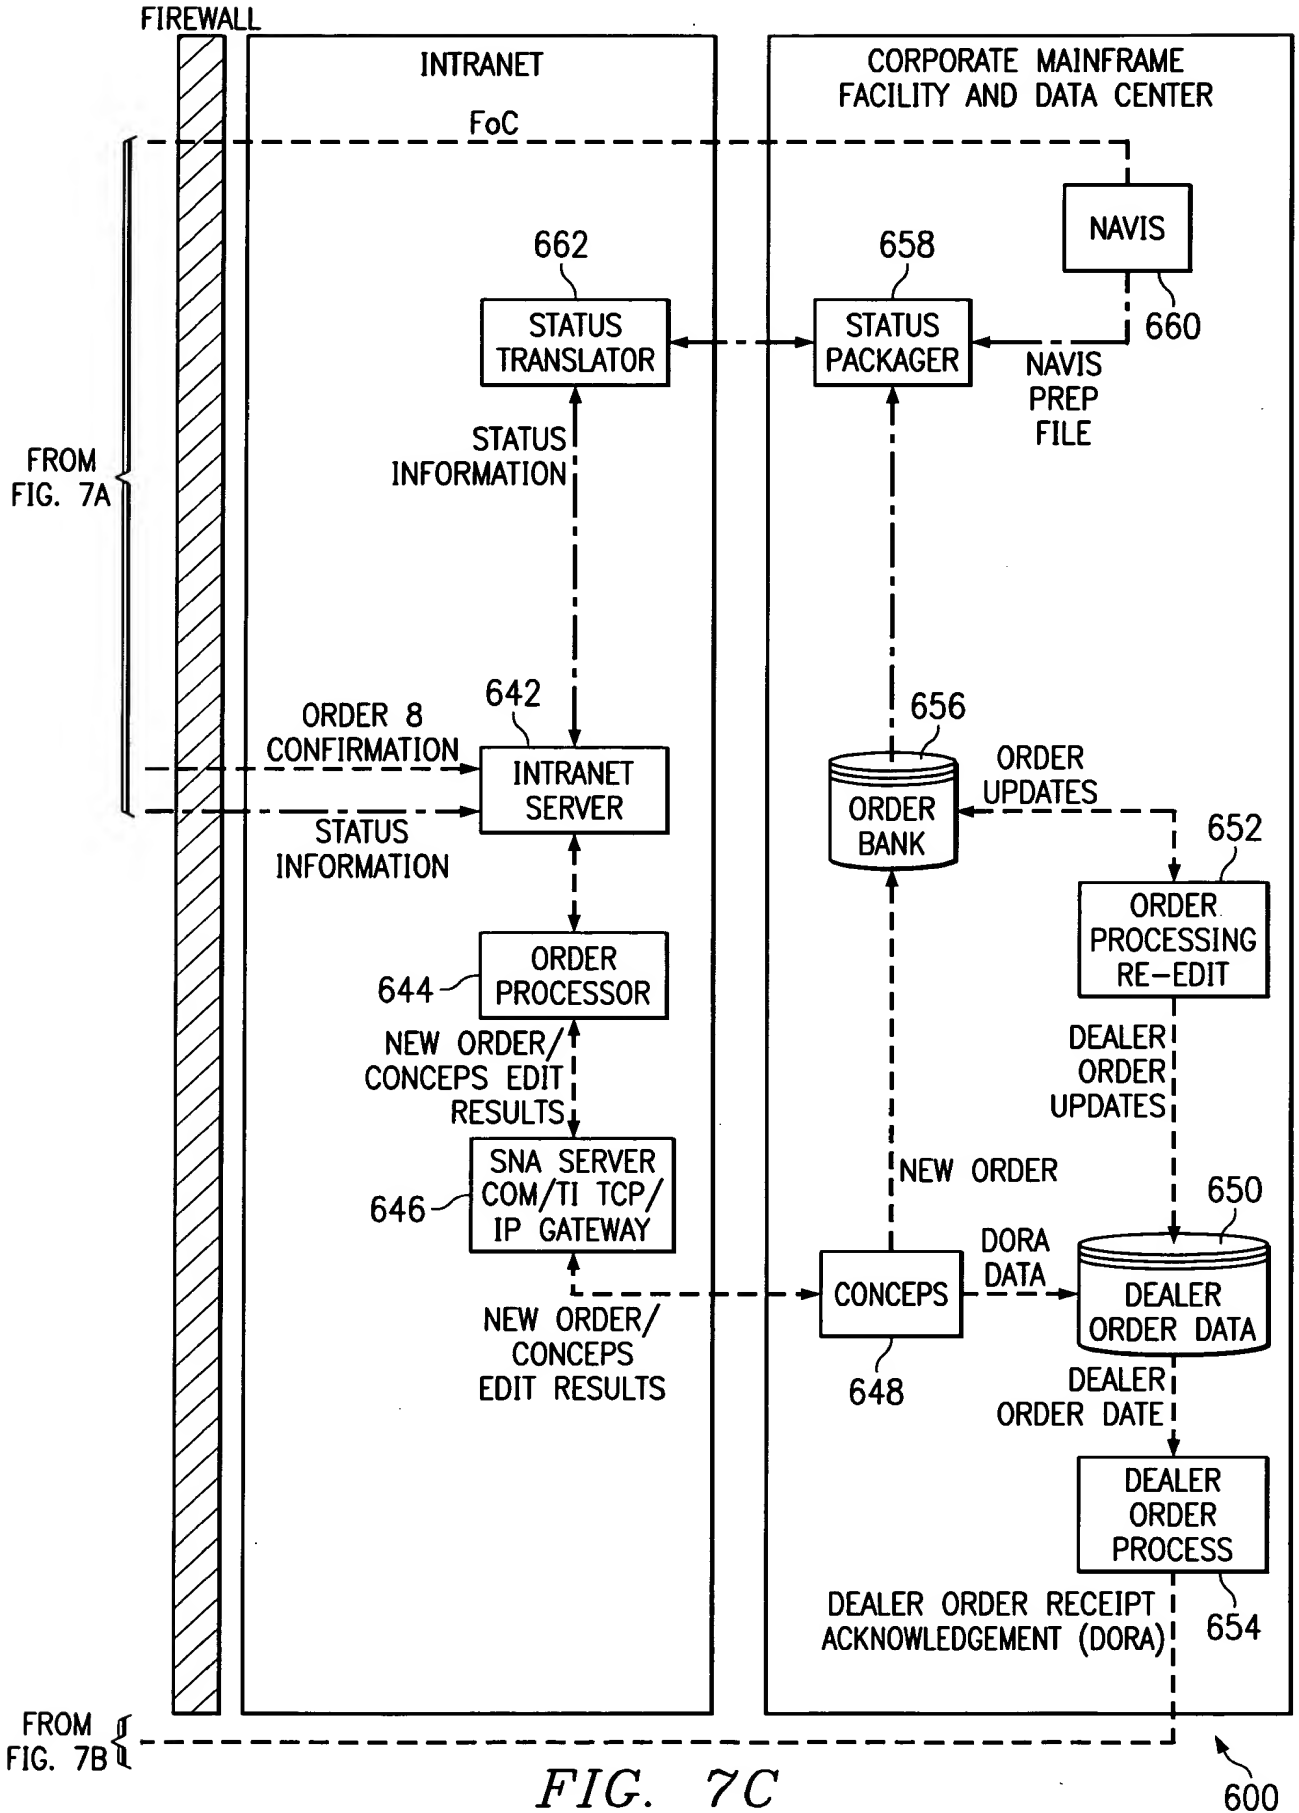 FIREWALL
INTRANET
CORPORATE MAINFRAME
FACILITY AND DATA CENTER
FoC
NAVIS
660
662
STATUS
TRANSLATOR
658
STATUS
PACKAGER
NAVIS
PREP
FILE
STATUS
INFORMATION
FROM
FIG. 7A
642
ORDER 8
CONFIRMATION
INTRANET
SERVER
STATUS
INFORMATION
656
ORDER
BANK
ORDER
UPDATES
652
ORDER
PROCESSING
RE-EDIT
644
ORDER
PROCESSOR
NEW ORDER/
CONCEPS EDIT
RESULTS
DEALER
ORDER
UPDATES
646
SNA SERVER
COM/TI TCP/
IP GATEWAY
NEW ORDER
650
DORA
DATA
CONCEPS
648
DEALER
ORDER DATA
NEW ORDER/
CONCEPS
EDIT RESULTS
DEALER
ORDER DATE
DEALER
ORDER
PROCESS
654
DEALER ORDER RECEIPT
ACKNOWLEDGEMENT (DORA)
FROM
FIG. 7B
600
FIG. 7C